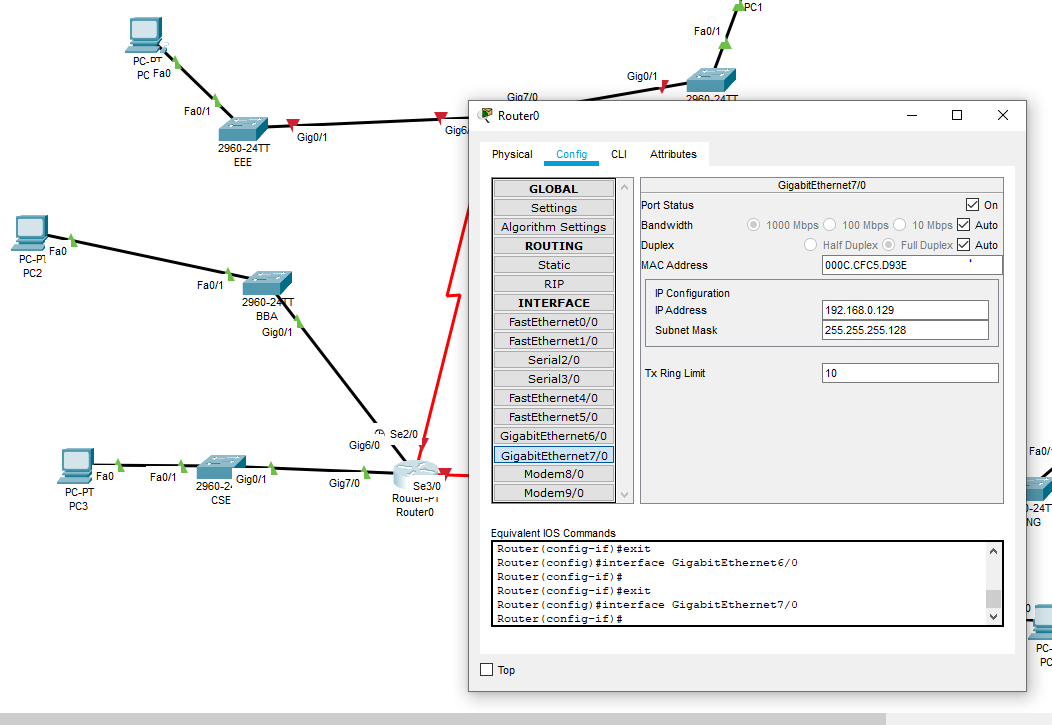 PC1
Fa0/1
Gig0/1
2960-24TT
Gig7/0
PC-PT
PC
Fa0
Fa0/1
Gig0/1
2960-24TT
EEE
Gig6/
Fa0
PC-PT
PC2
Fa0/1
2960-24TT
BBA
Gig0/1
Se2/0
Gig6/0
Fa0
PC-PT
PC3
Fa0/1
2960-24
CSE
Gig0/1
Gig7/0
Se3/0
Router-PT
Router0
Router0
Physical Config CLI Attributes
GLOBAL
Settings
Algorithm Settings
ROUTING
Static
RIP
INTERFACE
FastEthernet0/0
FastEthernet1/0
Serial2/0
Serial3/0
FastEthernet4/0
FastEthernet5/0
GigabitEthernet6/0
GigabitEthernet7/0
Modem8/0
Modem9/0
GigabitEthernet7/0
Port Status On
Bandwidth 1000 Mbps 100 Mbps 10 Mbps Auto
Duplex Half Duplex Full Duplex Auto
MAC Address 000C.CFC5.D93E
IP Configuration
IP Address 192.168.0.129
Subnet Mask 255.255.255.128
Tx Ring Limit 10
Equivalent IOS Commands
Router(config-if)#exit
Router(config)#interface GigabitEthernet6/0
Router(config-if)#
Router(config-if)#exit
Router(config)#interface GigabitEthernet7/0
Router(config-if)#
Top
Fa0/
-24T
NG
0
PC-
PC